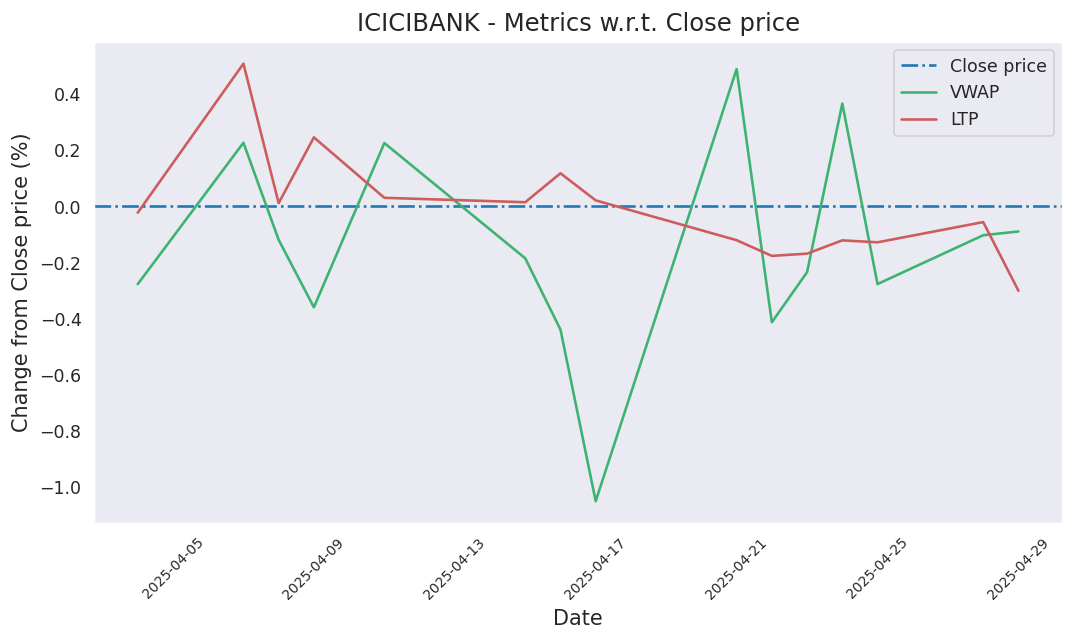 ICICIBANK - Metrics w.r.t. Close price
Close price
VWAP
LTP
Change from Close price (%)
0.4
0.2
0.0
−0.2
−0.4
−0.6
−0.8
−1.0
2025-04-05
2025-04-09
2025-04-13
2025-04-17
2025-04-21
2025-04-25
2025-04-29
Date